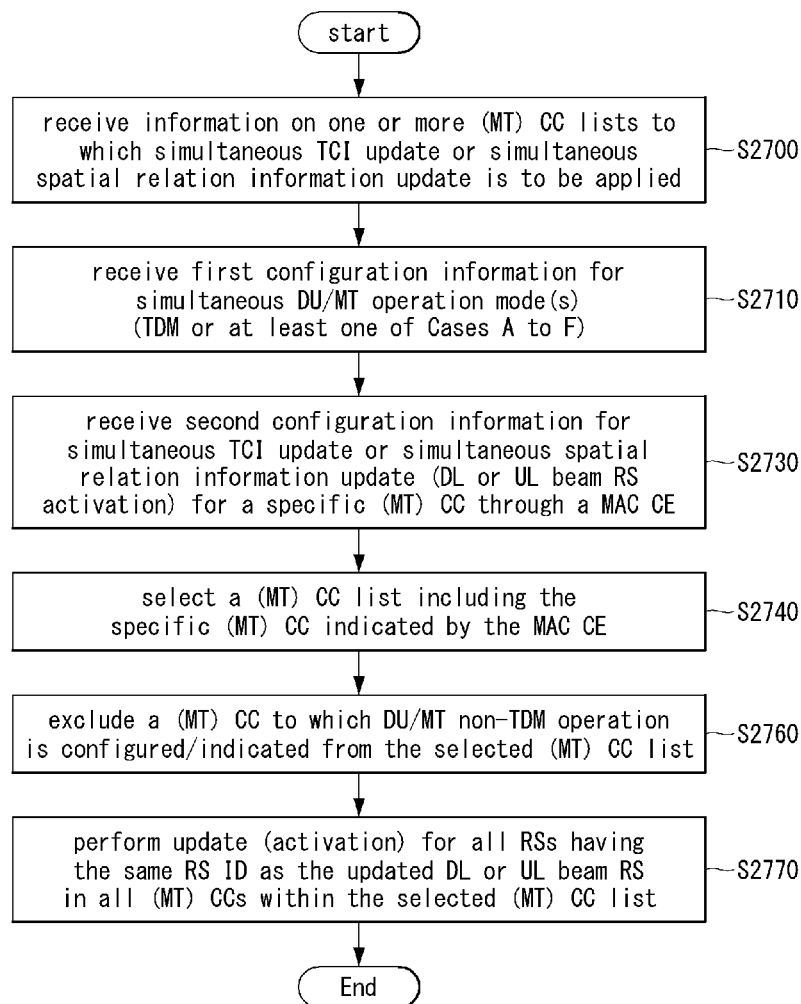 start
receive information on one or more (MT) CC lists to
which simultaneous TCI update or simultaneous
spatial relation information update is to be applied
S2700
receive first configuration information for
simultaneous DU/MT operation mode(s)
(TDM or at least one of Cases A to F)
S2710
receive second configuration information for
simultaneous TCI update or simultaneous spatial
relation information update (DL or UL beam RS
activation) for a specific (MT) CC through a MAC CE
S2730
select a (MT) CC list including the
specific (MT) CC indicated by the MAC CE
S2740
exclude a (MT) CC to which DU/MT non-TDM operation
is configured/indicated from the selected (MT) CC list
S2760
perform update (activation) for all RSs having
the same RS ID as the updated DL or UL beam RS
in all (MT) CCs within the selected (MT) CC list
S2770
End